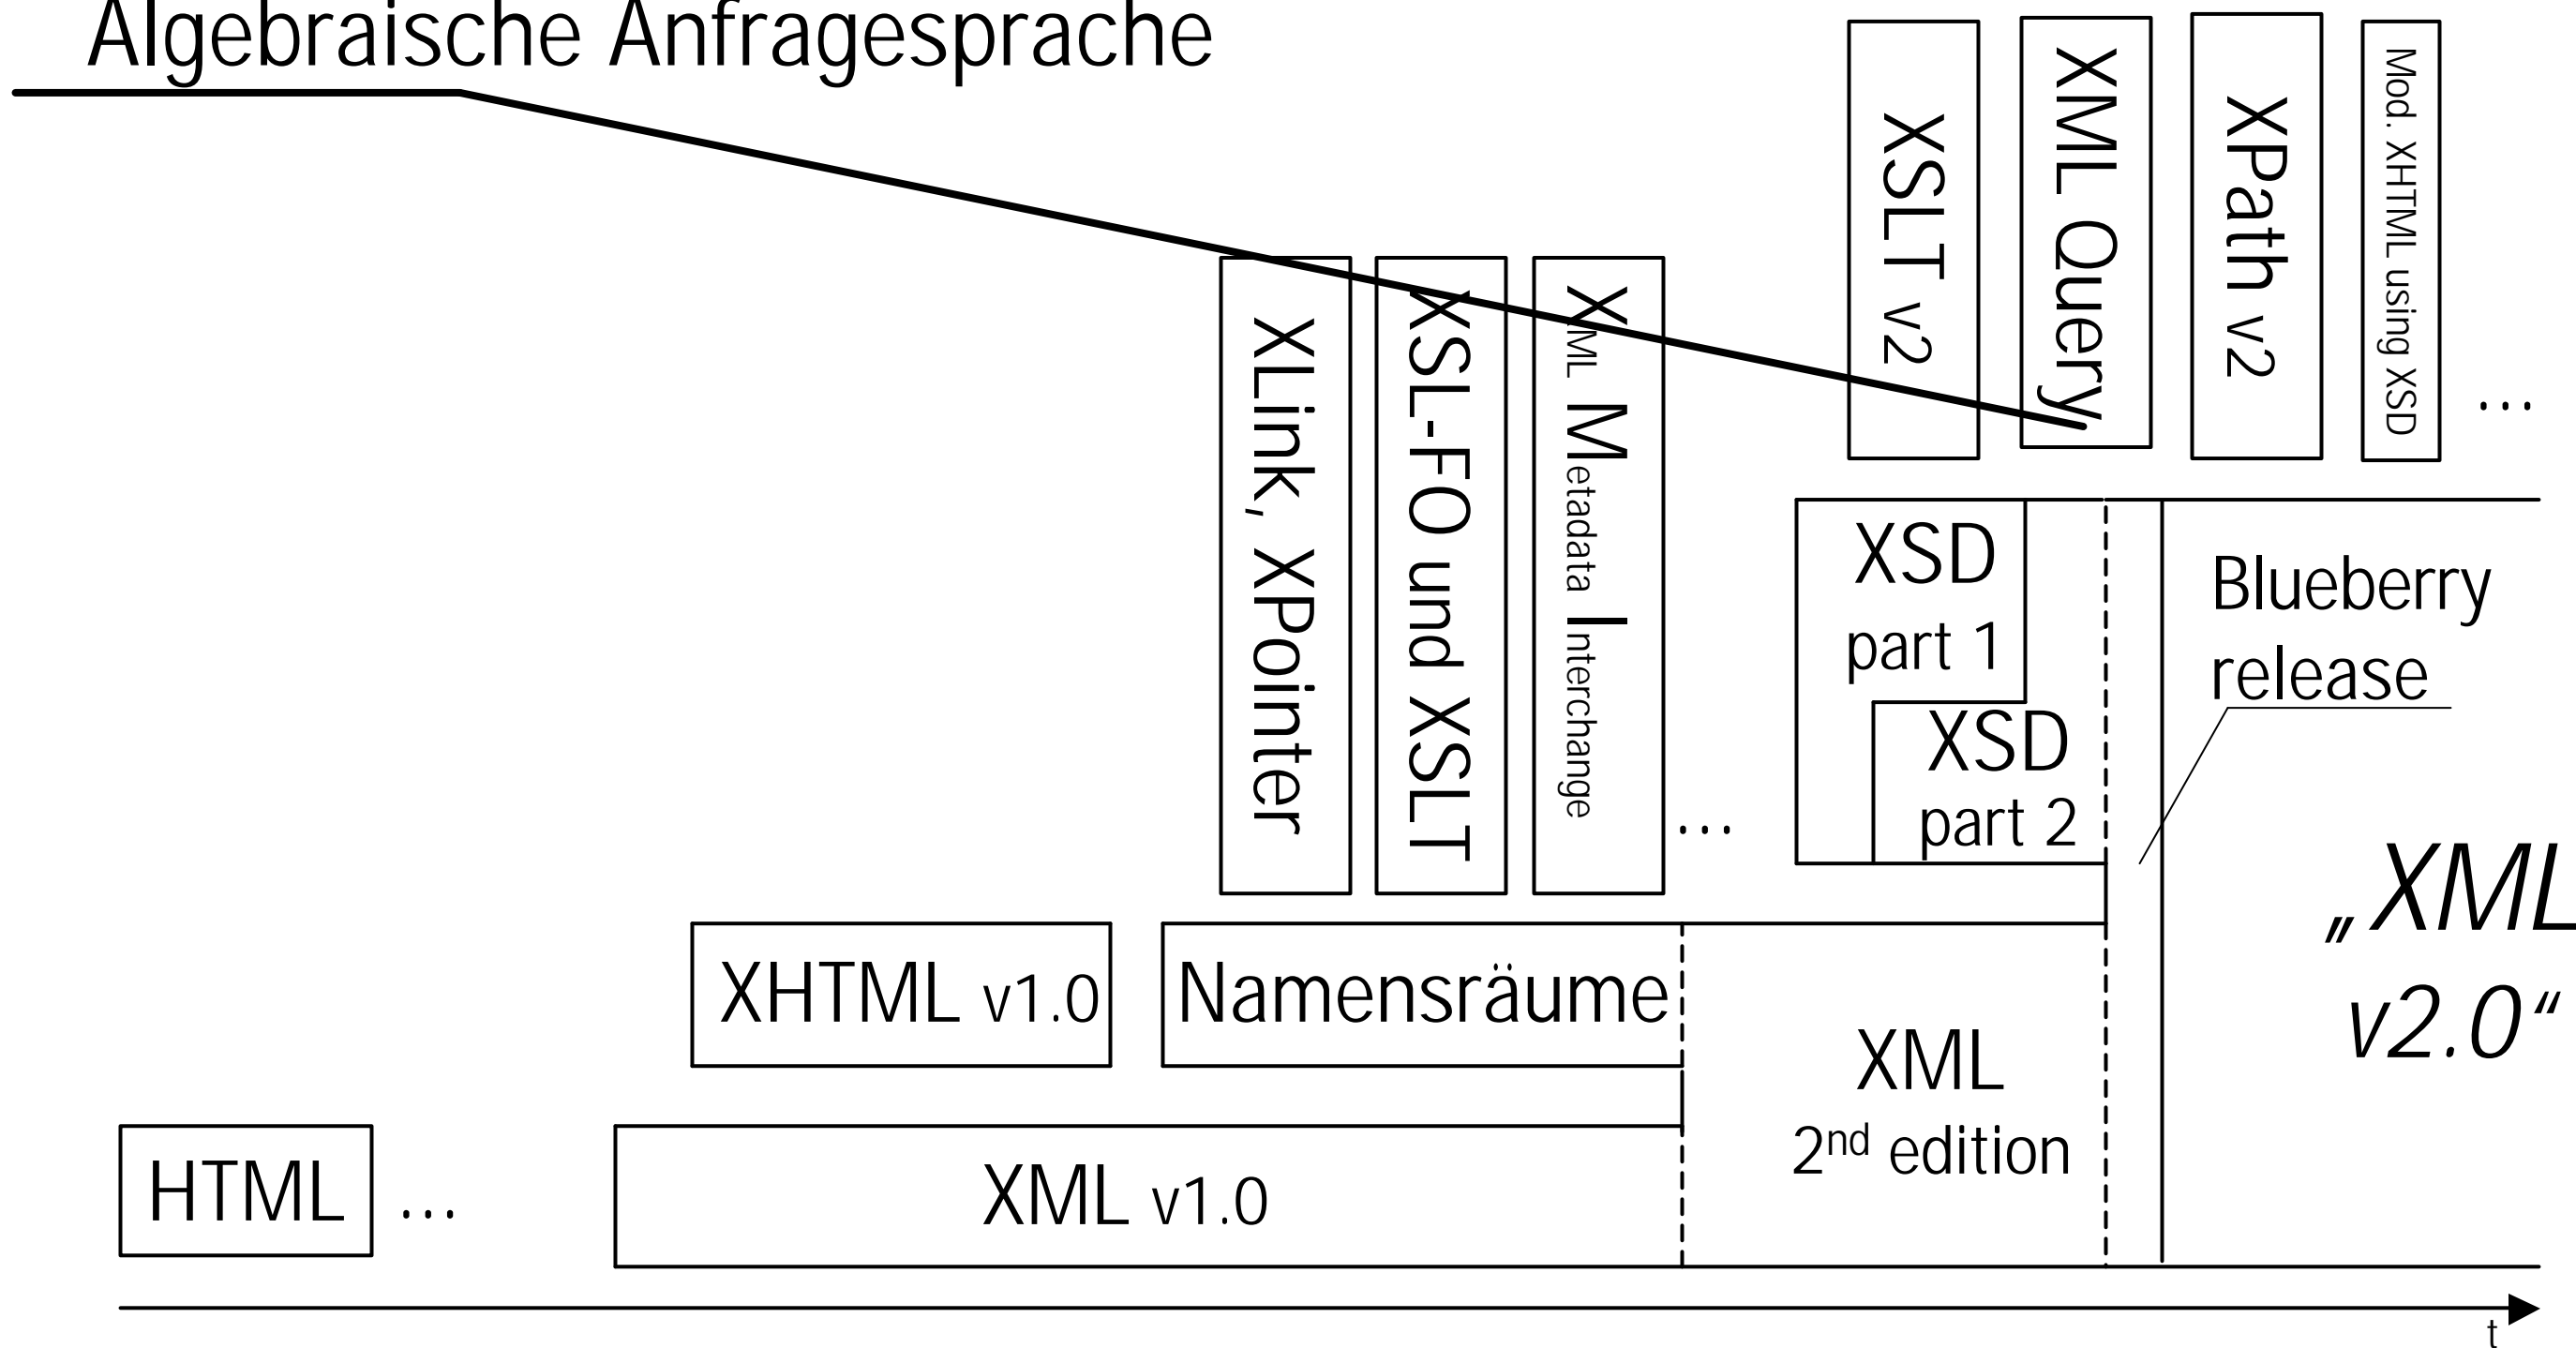 Algebraische Anfragesprache
XSLT v2
XML Query
XPath v2
Mod. XHTML using XSD
...
XLink, XPointer
XSL-FO und XSLT
XML Metadata Interchange
...
XSD
part 1
XSD
part 2
Blueberry
release
„XML
v2.0“
XHTML v1.0
Namensräume
XML
2nd edition
HTML
...
XML v1.0
t